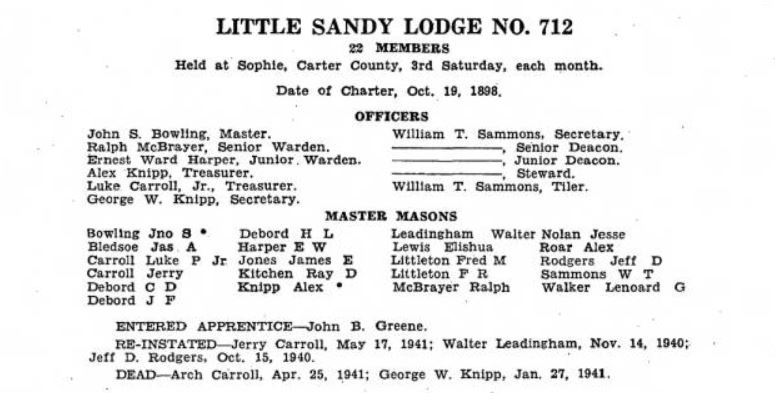 LITTLE SANDY LODGE NO. 712
22 MEMBERS
Held at Sophie, Carter County, 3rd Saturday, each month.
Date of Charter, Oct. 19, 1898.
OFFICERS
John S. Bowling, Master.
Ralph McBrayer, Senior Warden.
Ernest Ward Harper, Junior Warden.
Alex Knipp, Treasurer.
Luke Carroll, Jr., Treasurer.
George W. Knipp, Secretary.
William T. Sammons, Secretary.
————, Senior Deacon.
————, Junior Deacon.
————, Steward.
William T. Sammons, Tiler.
MASTER MASONS
Bowling Jno S *
Bledsoe Jas A
Carroll Luke P Jr
Carroll Jerry
Debord C D
Debord J F
Debord H L
Harper E W
Jones James E
Kitchen Ray D
Knipp Alex *
Leadingham Walter
Lewis Elishua
Littleton Fred M
Littleton F R
McBrayer Ralph
Nolan Jesse
Roar Alex
Rodgers Jeff D
Sammons W T
Walker Lenoard G
ENTERED APPRENTICE—John B. Greene.
RE-INSTATED—Jerry Carroll, May 17, 1941; Walter Leadingham, Nov. 14, 1940;
Jeff D. Rodgers, Oct. 15, 1940.
DEAD—Arch Carroll, Apr. 25, 1941; George W. Knipp, Jan. 27, 1941.